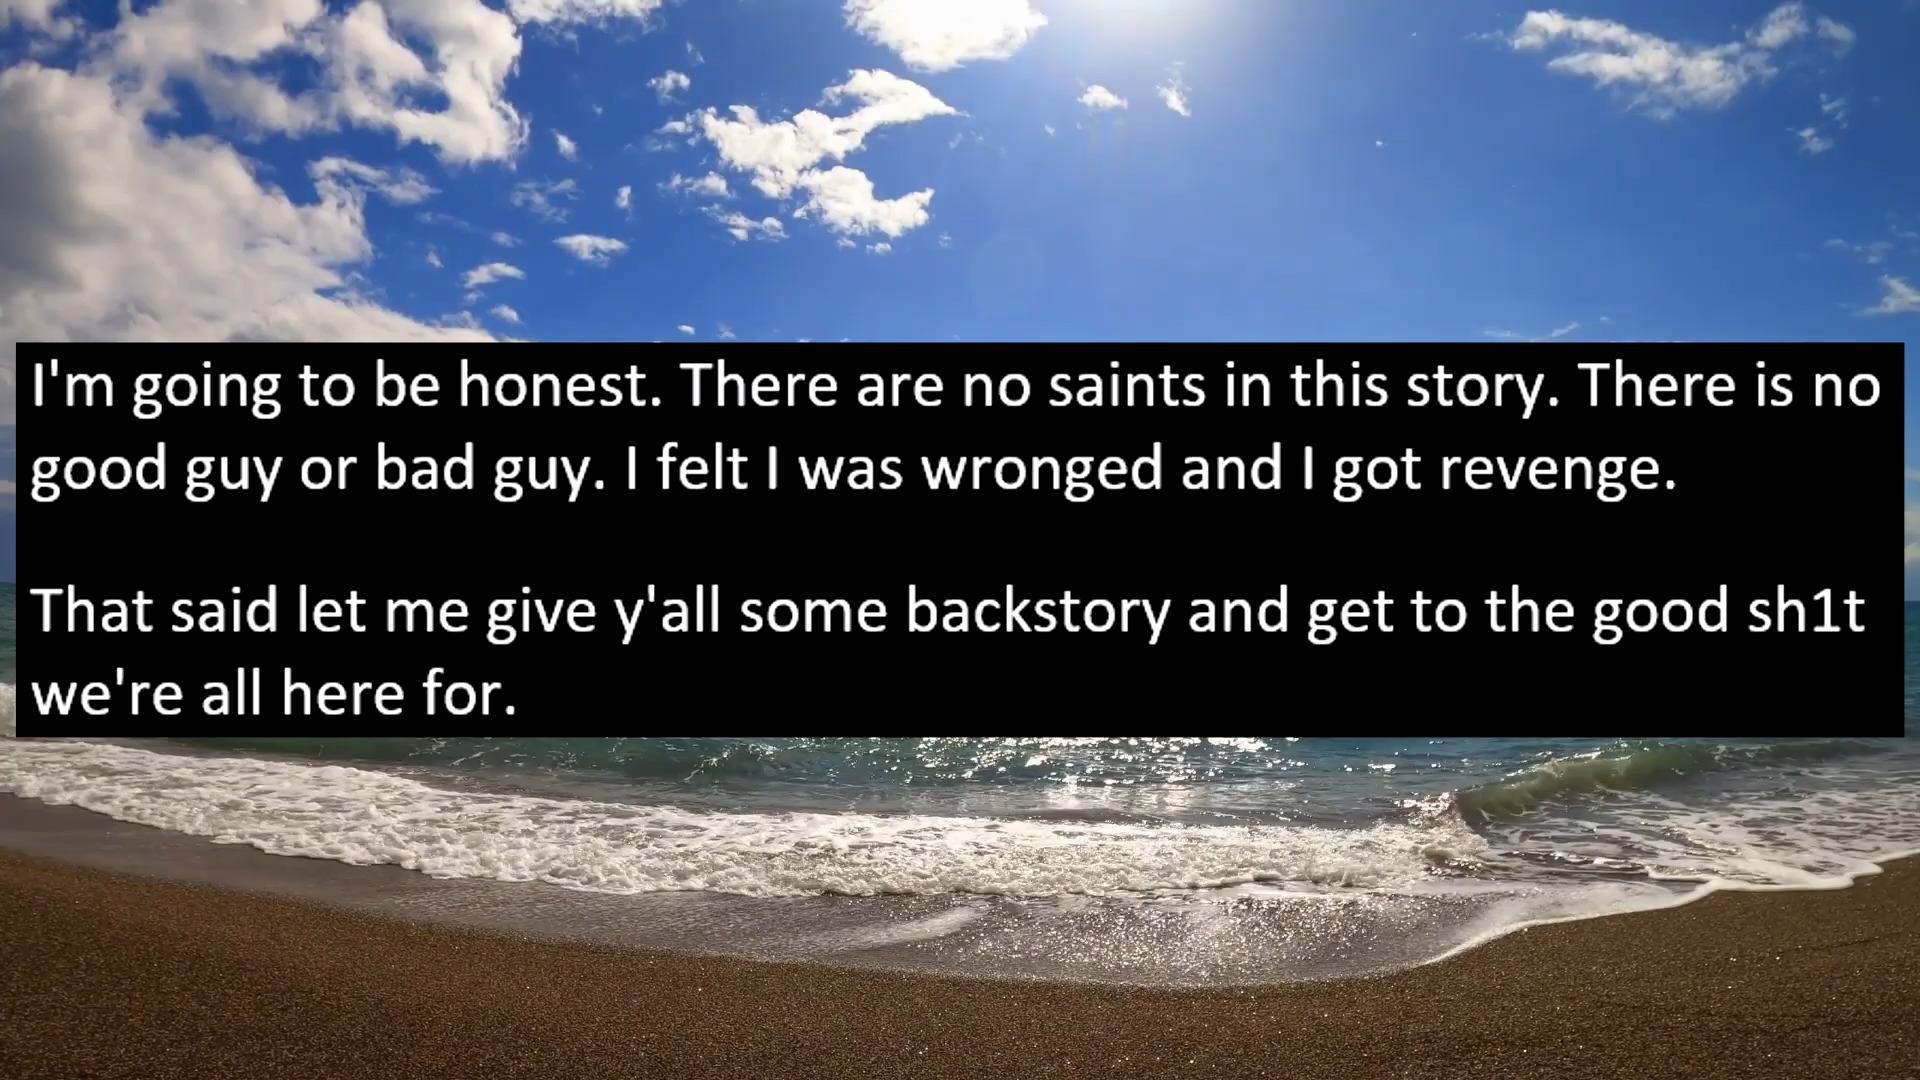 I'm going to be honest. There are no saints in this story. There is no
good guy or bad guy. I felt I was wronged and I got revenge.
That said let me give y'all some backstory and get to the good sh1t
we're all here for.